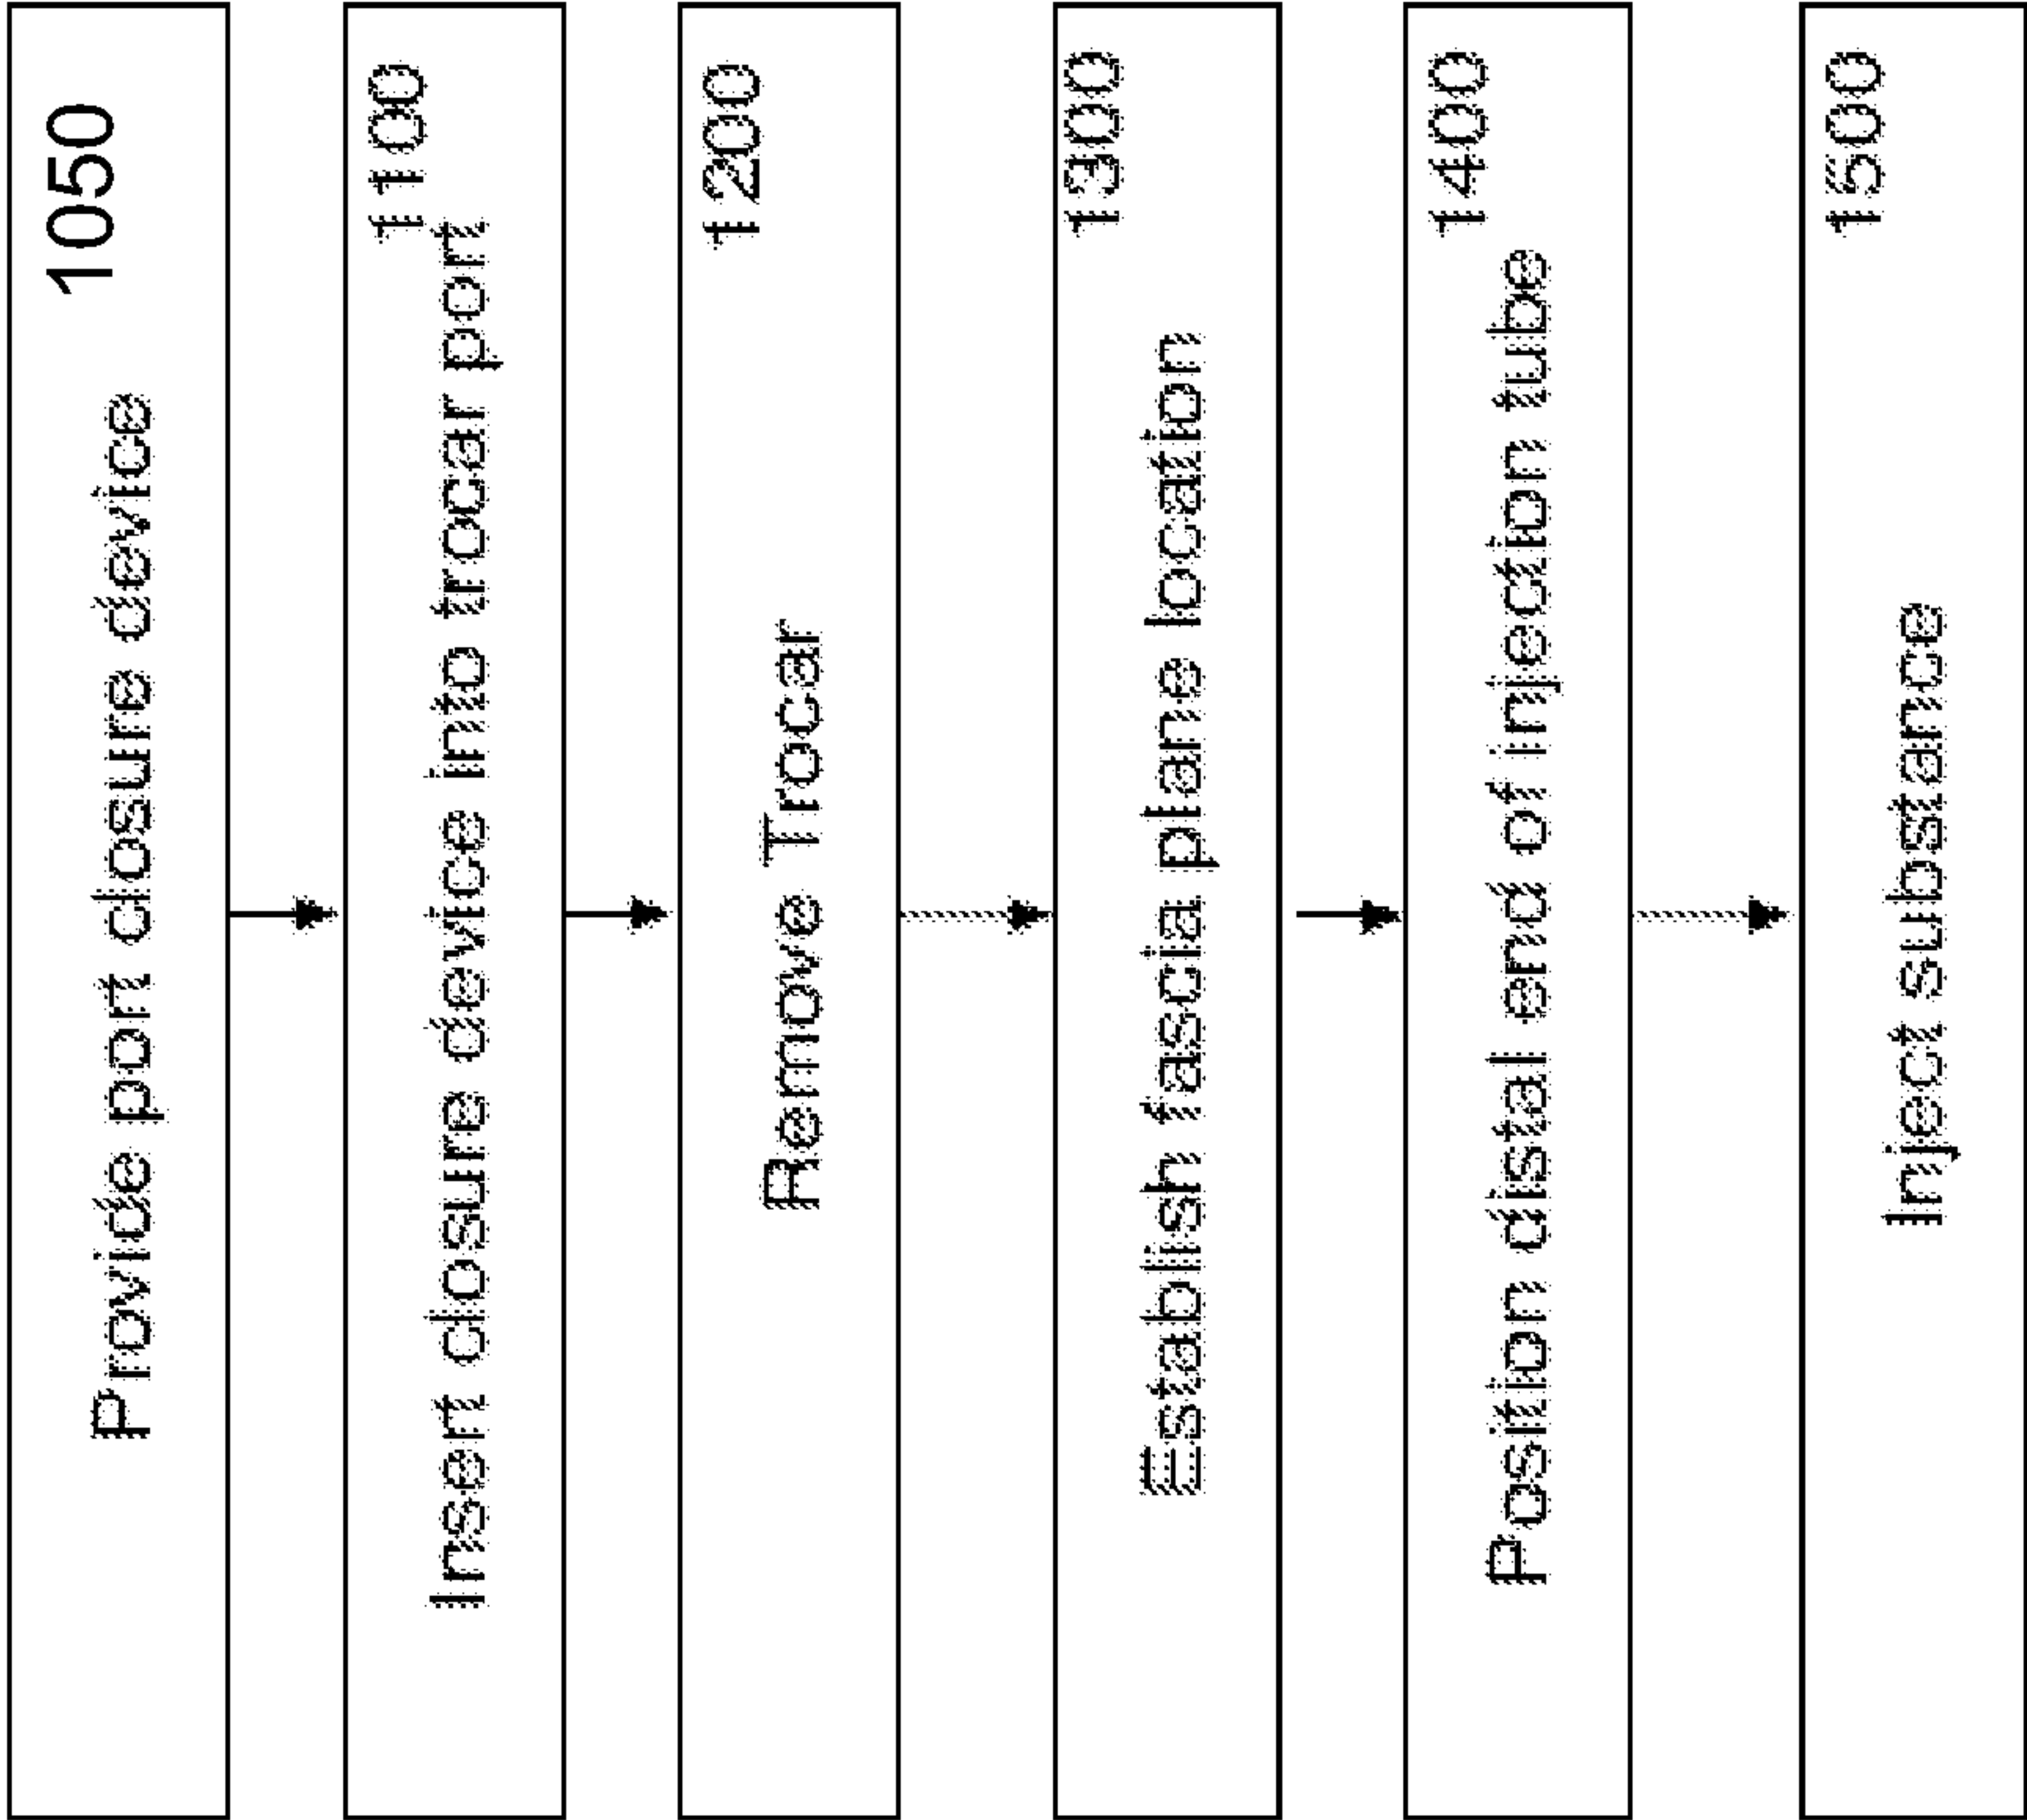 1050
Provide port closure device
1100
Insert closure device into trocar port
1200
Remove Trocar
1300
Establish fascia plane location
1400
Position distal end of injection tube
1500
Inject substance